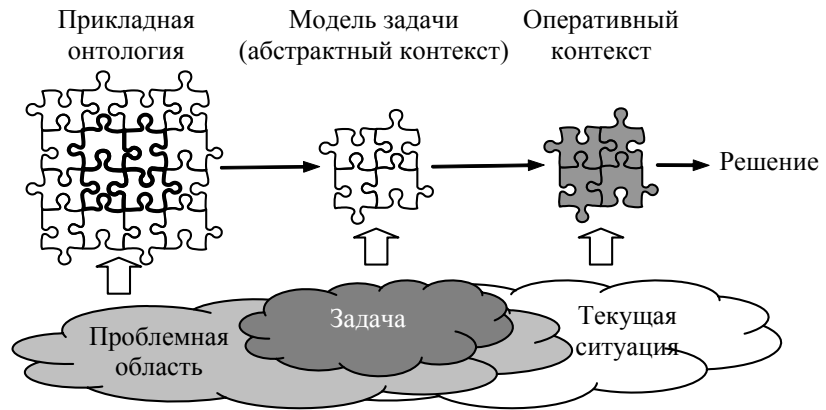 Прикладная
онтология
Модель задачи
(абстрактный контекст)
Оперативный
контекст
Решение
Проблемная
область
Задача
Текущая
ситуация